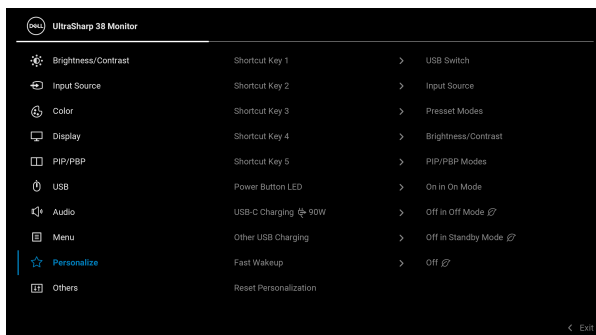 DELL UltraSharp 38 Monitor
Brightness/Contrast Shortcut Key 1 > USB Switch
Input Source Shortcut Key 2 > Input Source
Color Shortcut Key 3 > Presset Modes
Display Shortcut Key 4 > Brightness/Contrast
PIP/PBP Shortcut Key 5 > PIP/PBP Modes
USB Power Button LED > On in On Mode
Audio USB-C Charging 90W > Off in Off Mode
Menu Other USB Charging > Off in Standby Mode
Personalize Fast Wakeup > Off
Others Reset Personalization
< Exit